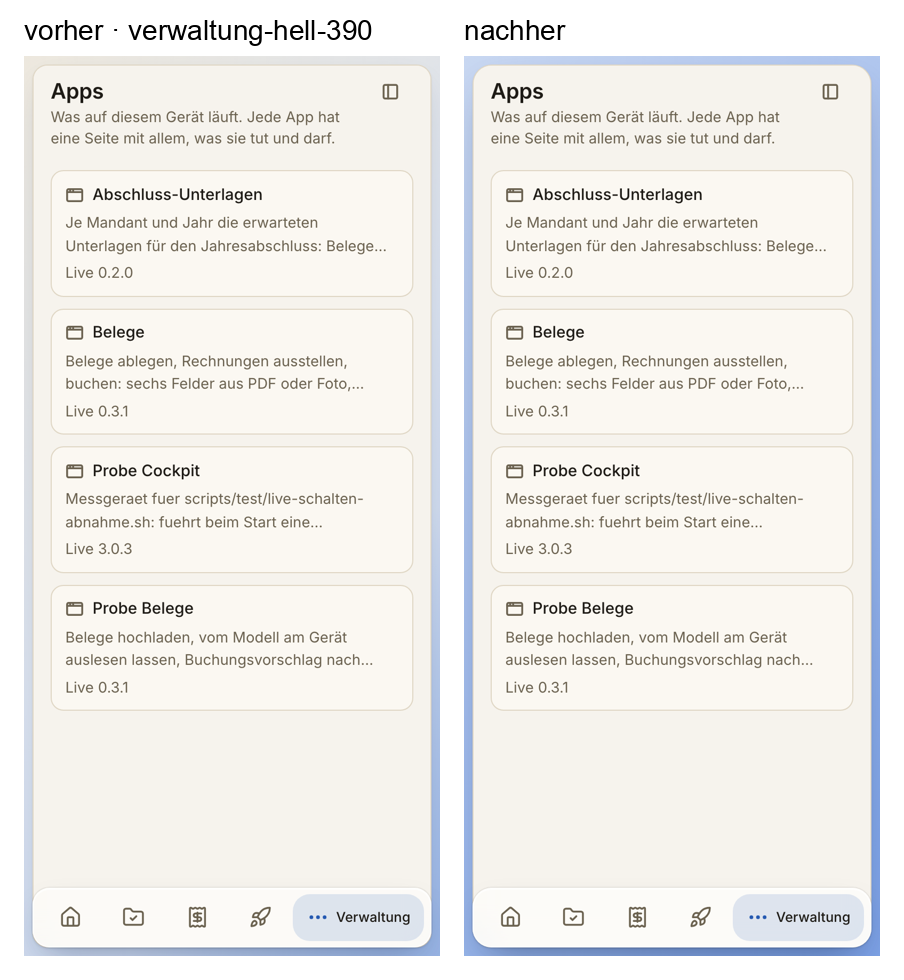 vorher · verwaltung-hell-390
Apps
Was auf diesem Gerät läuft. Jede App hat
eine Seite mit allem, was sie tut und darf.
Abschluss-Unterlagen
Je Mandant und Jahr die erwarteten
Unterlagen für den Jahresabschluss: Belege...
Live 0.2.0
Belege
Belege ablegen, Rechnungen ausstellen,
buchen: sechs Felder aus PDF oder Foto,...
Live 0.3.1
Probe Cockpit
Messgeraet fuer scripts/test/live-schalten-
abnahme.sh: fuehrt beim Start eine...
Live 3.0.3
Probe Belege
Belege hochladen, vom Modell am Gerät
auslesen lassen, Buchungsvorschlag nach...
Live 0.3.1
Verwaltung
nachher
Apps
Was auf diesem Gerät läuft. Jede App hat
eine Seite mit allem, was sie tut und darf.
Abschluss-Unterlagen
Je Mandant und Jahr die erwarteten
Unterlagen für den Jahresabschluss: Belege...
Live 0.2.0
Belege
Belege ablegen, Rechnungen ausstellen,
buchen: sechs Felder aus PDF oder Foto,...
Live 0.3.1
Probe Cockpit
Messgeraet fuer scripts/test/live-schalten-
abnahme.sh: fuehrt beim Start eine...
Live 3.0.3
Probe Belege
Belege hochladen, vom Modell am Gerät
auslesen lassen, Buchungsvorschlag nach...
Live 0.3.1
Verwaltung